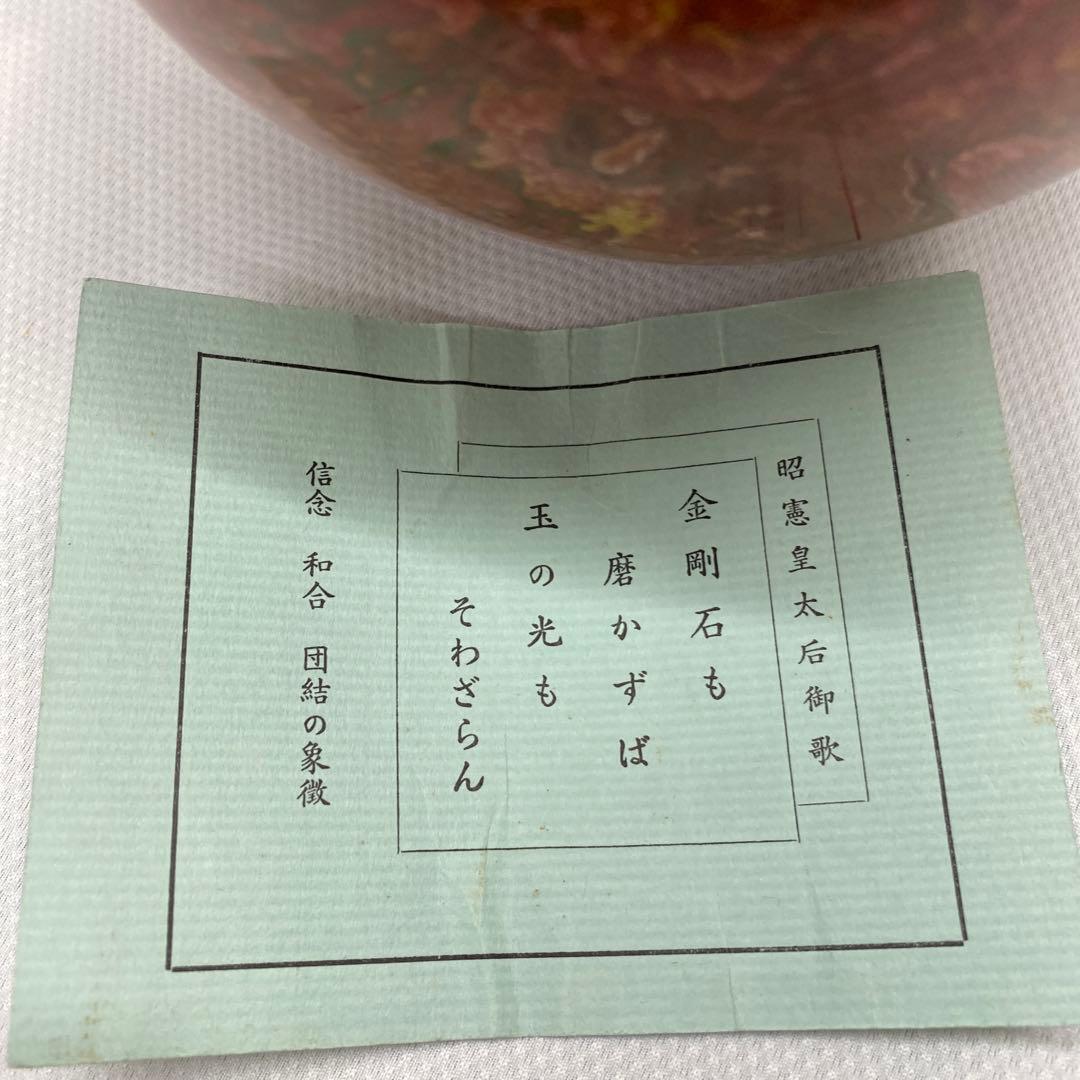 昭憲皇太后御歌
金剛石も
磨かずば
玉の光も
そわざらん
信念 和合 団結の象徴